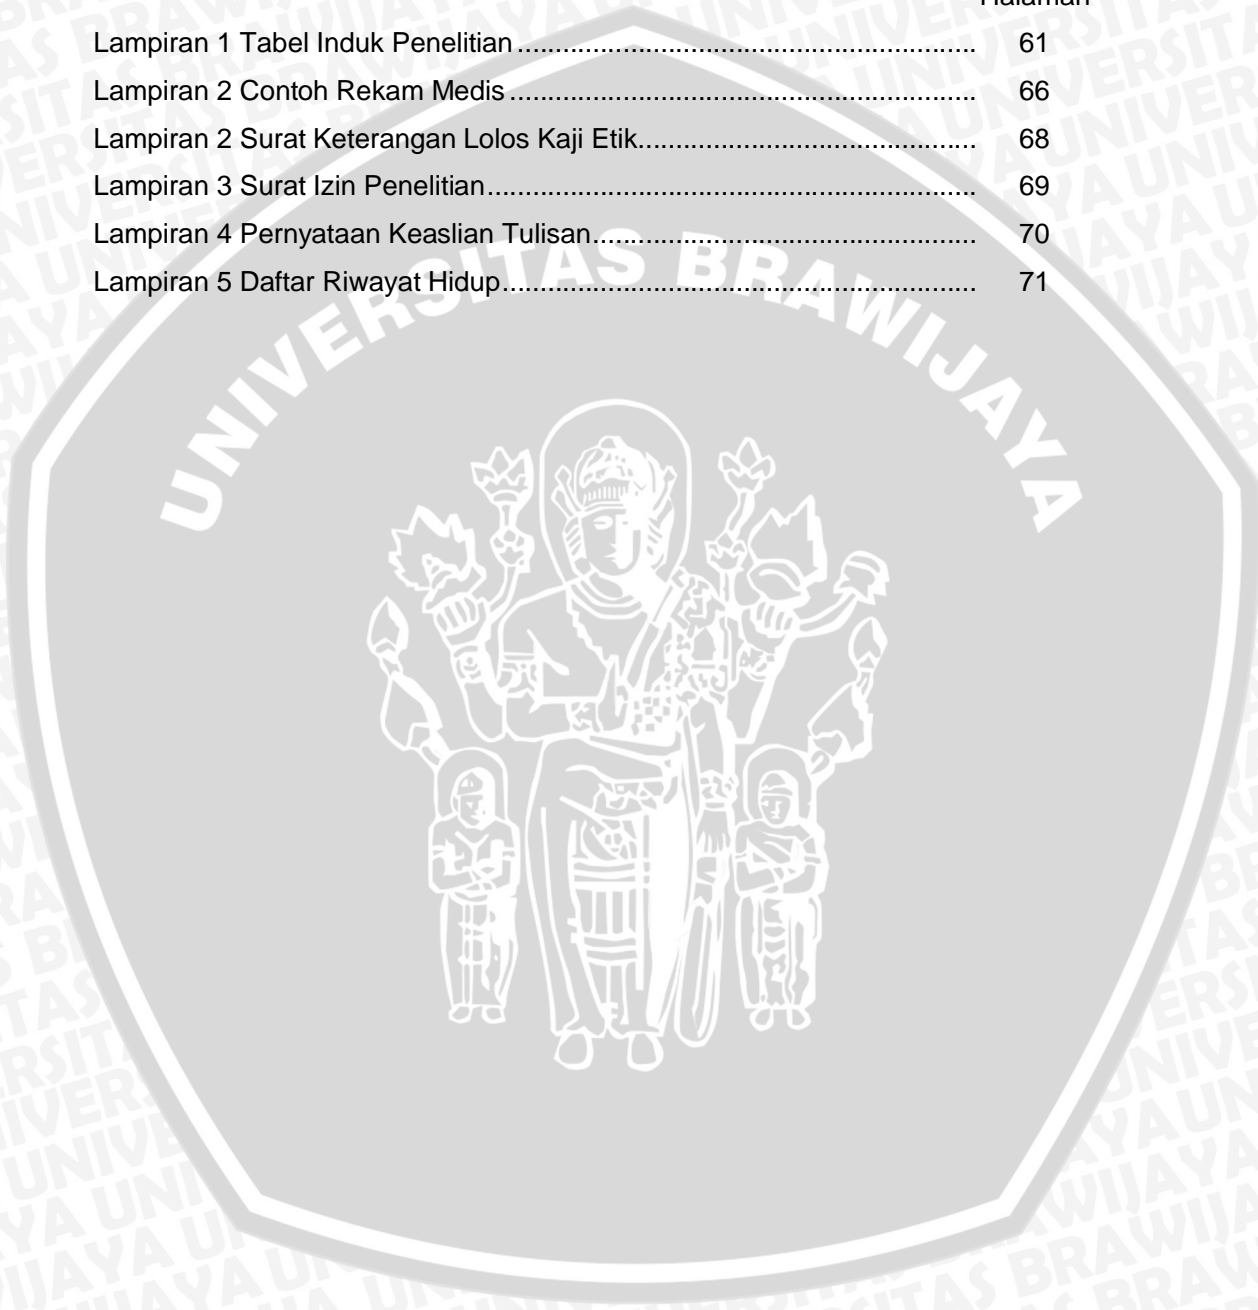 Halaman
Lampiran 1 Tabel Induk Penelitian ............................................................ 61
Lampiran 2 Contoh Rekam Medis ............................................................. 66
Lampiran 2 Surat Keterangan Lolos Kaji Etik............................................ 68
Lampiran 3 Surat Izin Penelitian................................................................ 69
Lampiran 4 Pernyataan Keaslian Tulisan.................................................. 70
Lampiran 5 Daftar Riwayat Hidup.............................................................. 71
UNIVERSITAS BRAWIJAYA